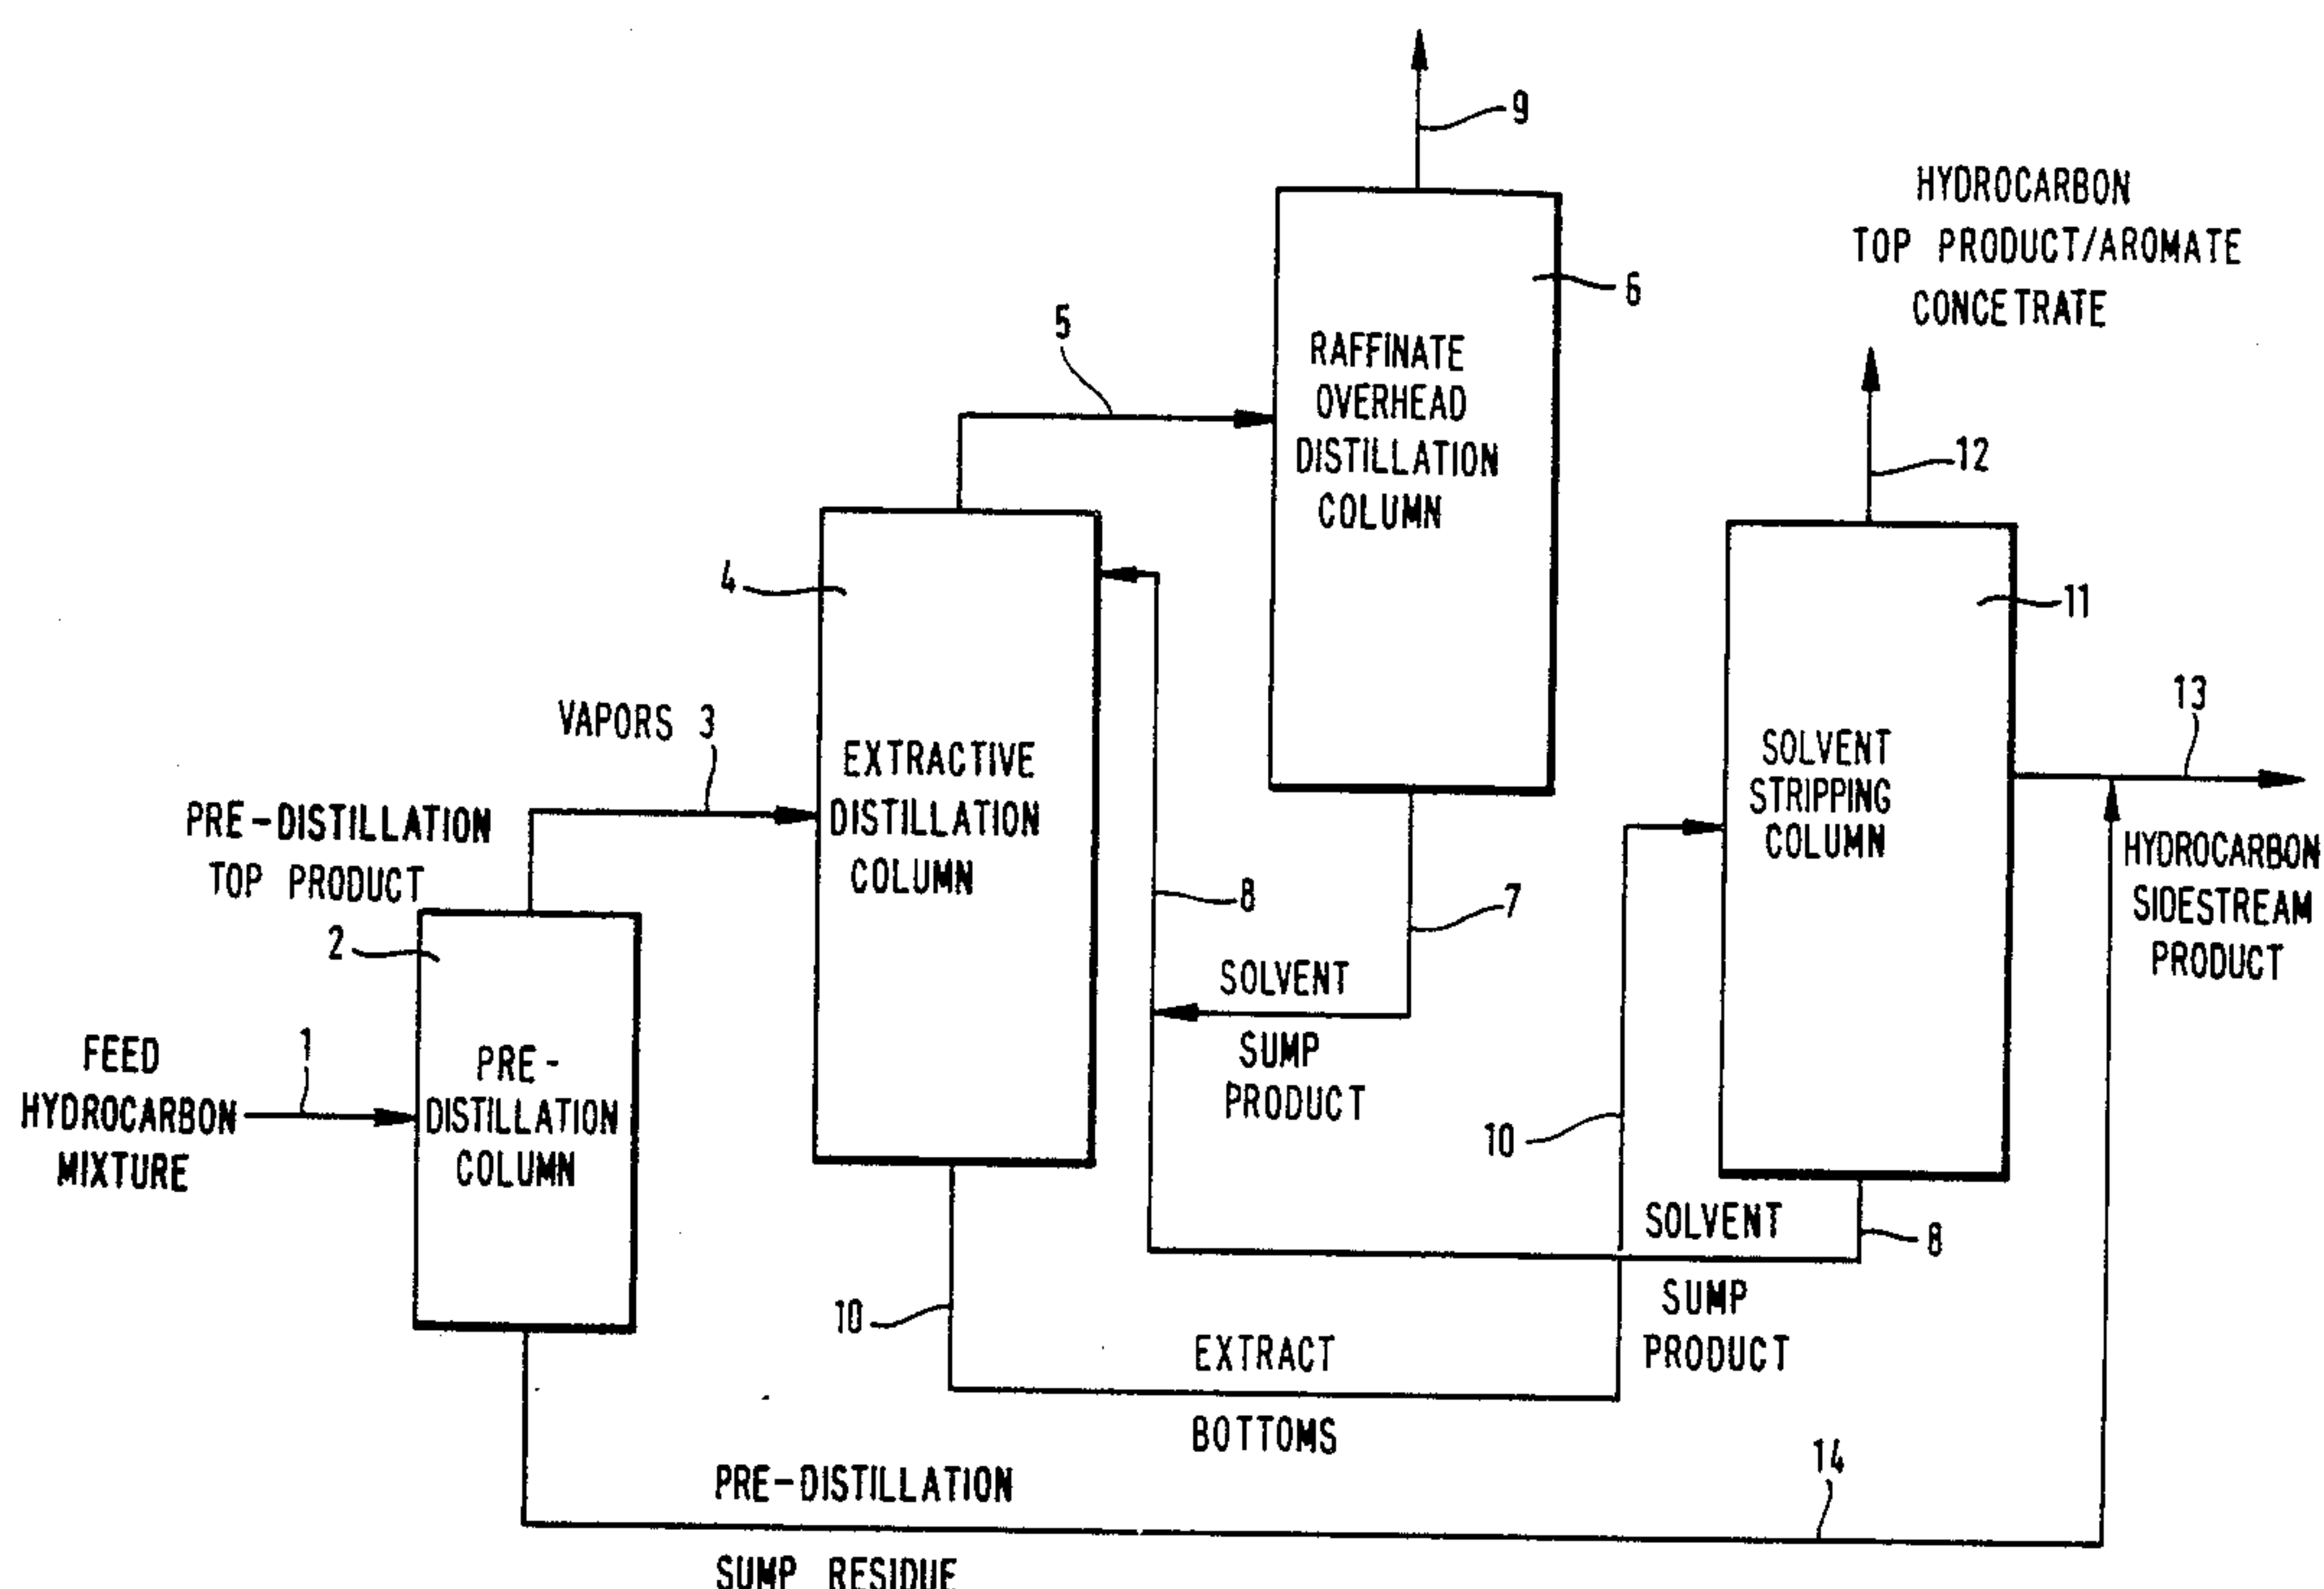 9
HYDROCARBON
TOP PRODUCT/AROMATE
CONCETRATE
6
5
RAFFINATE
OVERHEAD
DISTILLATION
COLUMN
12
4
11
VAPORS 3
13
EXTRACTIVE
DISTILLATION
COLUMN
SOLVENT
STRIPPING
COLUMN
PRE-DISTILLATION
TOP PRODUCT
HYDROCARBON
SIDESTREAM
PRODUCT
2
8
7
SOLVENT
SUMP
PRODUCT
FEED
HYDROCARBON
MIXTURE
1
PRE-
DISTILLATION
COLUMN
10
SOLVENT
8
SUMP
PRODUCT
10
EXTRACT
BOTTOMS
14
PRE-DISTILLATION
SUMP RESIDUE